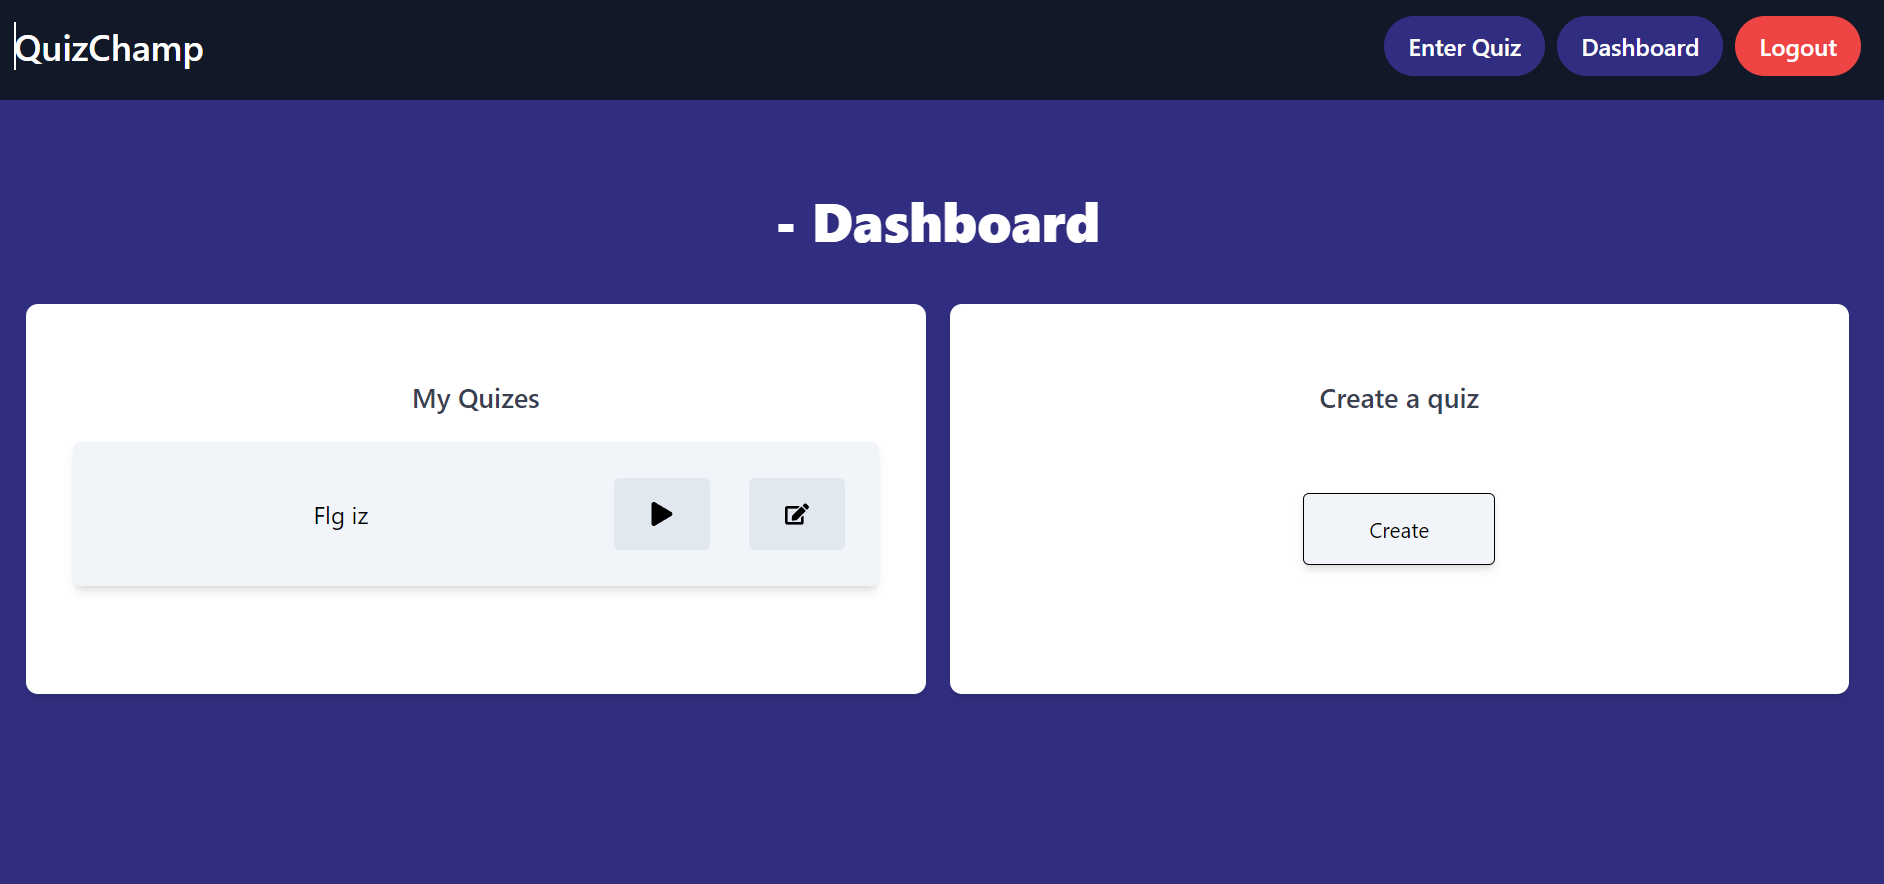 QuizChamp
Enter Quiz
Dashboard
Logout
- Dashboard
My Quizes
Flg iz
Create a quiz
Create